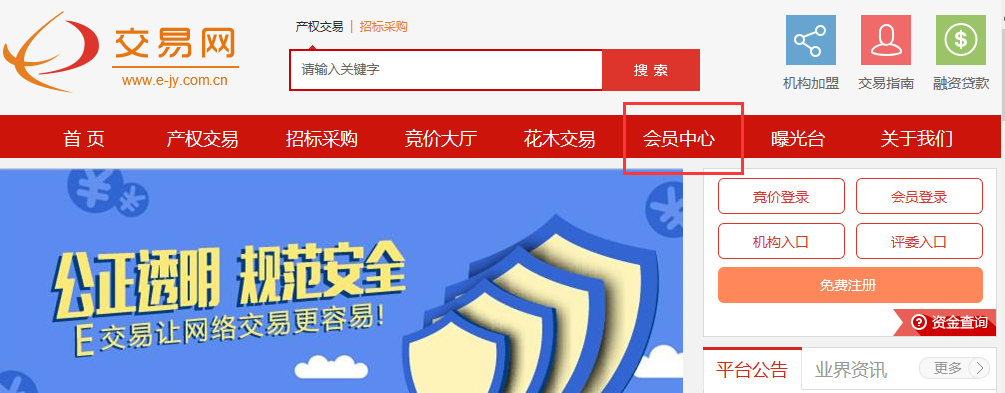 交易网
www.e-jy.com.cn
产权交易 | 招标采购
请输入关键字
搜 索
机构加盟
交易指南
融资贷款
首 页
产权交易
招标采购
竞价大厅
花木交易
会员中心
曝光台
关于我们
公正透明 规范安全
E交易让网络交易更容易!
竞价登录
会员登录
机构入口
评委入口
免费注册
资金查询
平台公告
业界资讯
更多